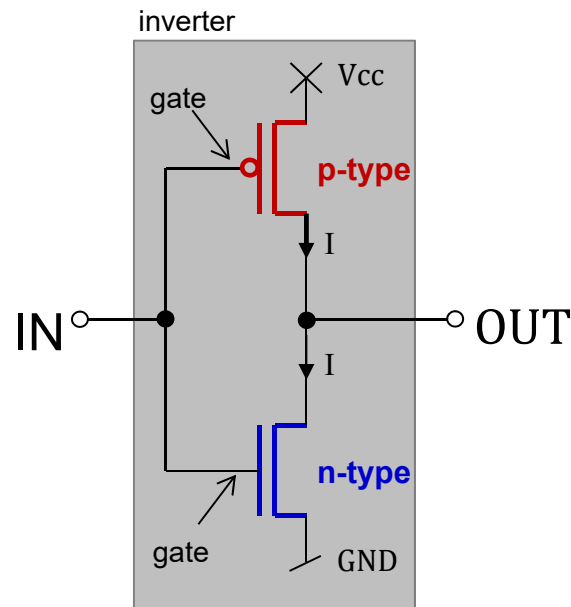 inverter
Vcc
gate
p-type
I
IN
OUT
I
n-type
gate
GND